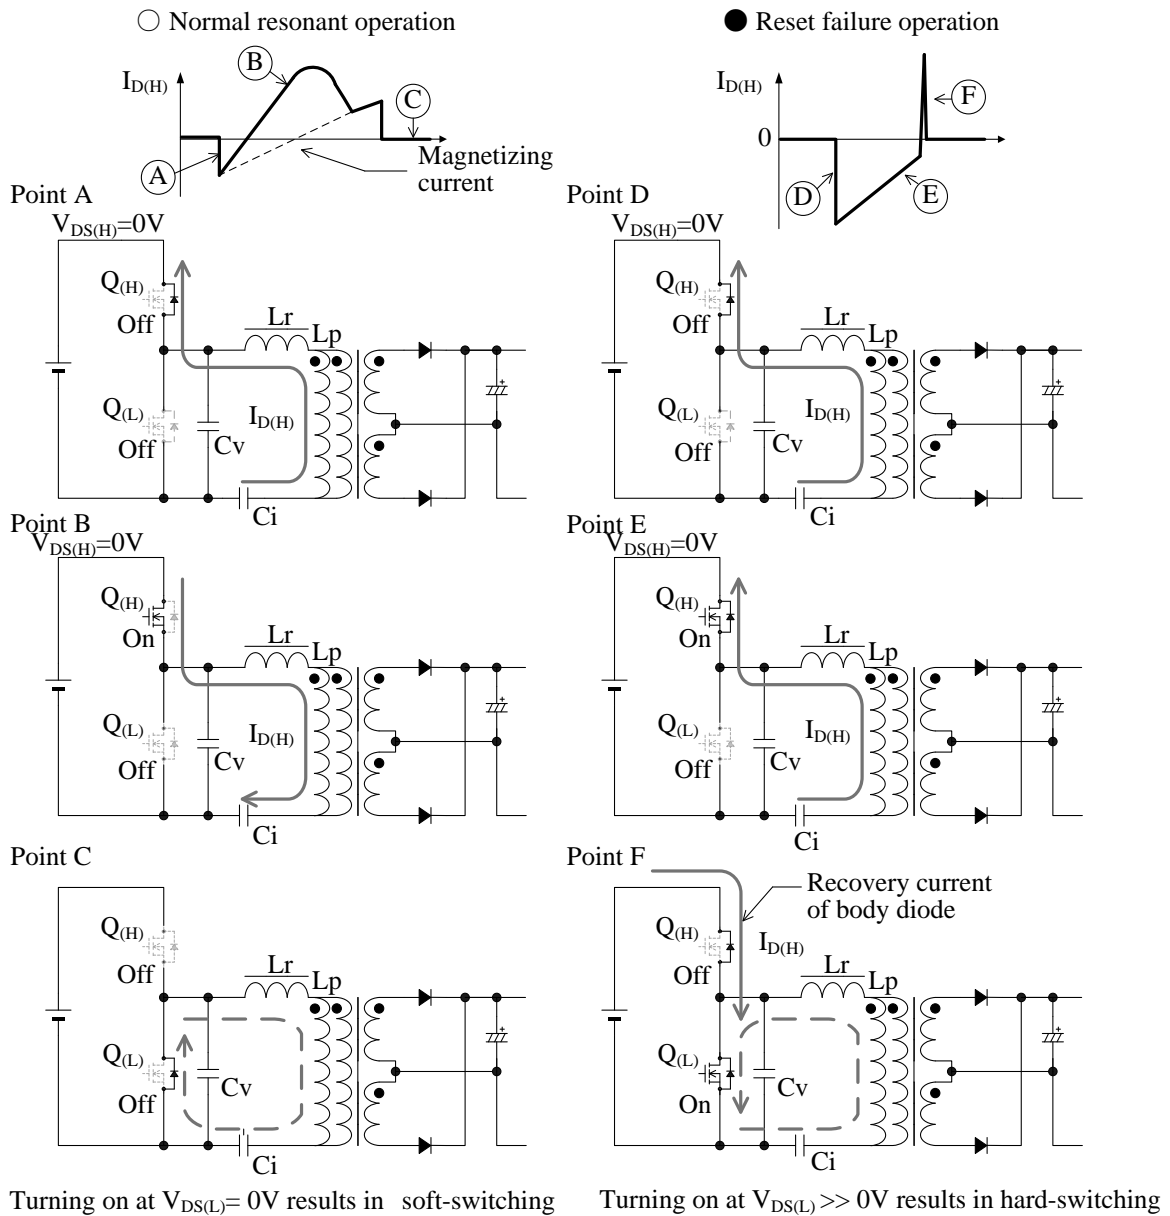 ○ Normal resonant operation
I_D(H)
B
C
A
Magnetizing
current
Point A
V_DS(H)=0V
Q_(H)
Off
Lr
Lp
Q_(L)
Off
Cv
I_D(H)
Ci
Point B
V_DS(H)=0V
Q_(H)
On
Lr
Lp
Q_(L)
Off
Cv
I_D(H)
Ci
Point C
Q_(H)
Off
Lr
Lp
Q_(L)
Off
Cv
Ci
Turning on at V_DS(L)= 0V results in soft-switching
● Reset failure operation
I_D(H)
0
F
D
E
Point D
V_DS(H)=0V
Q_(H)
Off
Lr
Lp
Q_(L)
Off
Cv
I_D(H)
Ci
Point E
V_DS(H)=0V
Q_(H)
On
Lr
Lp
Q_(L)
Off
Cv
I_D(H)
Ci
Point F
Recovery current
of body diode
Q_(H)
Off
I_D(H)
Lr
Lp
Q_(L)
On
Cv
Ci
Turning on at V_DS(L) >> 0V results in hard-switching